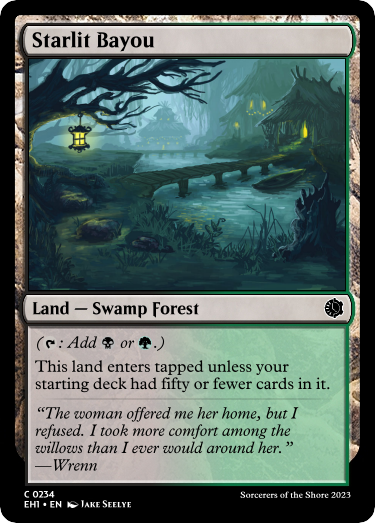 Starlit Bayou
Land — Swamp Forest
( : Add or .)
This land enters tapped unless your
starting deck had fifty or fewer cards in it.
“The woman offered me her home, but I
refused. I took more comfort among the
willows than I ever would around her.”
—Wrenn
C 0234
EH1 • EN Jake Seelye
Sorcerers of the Shore 2023